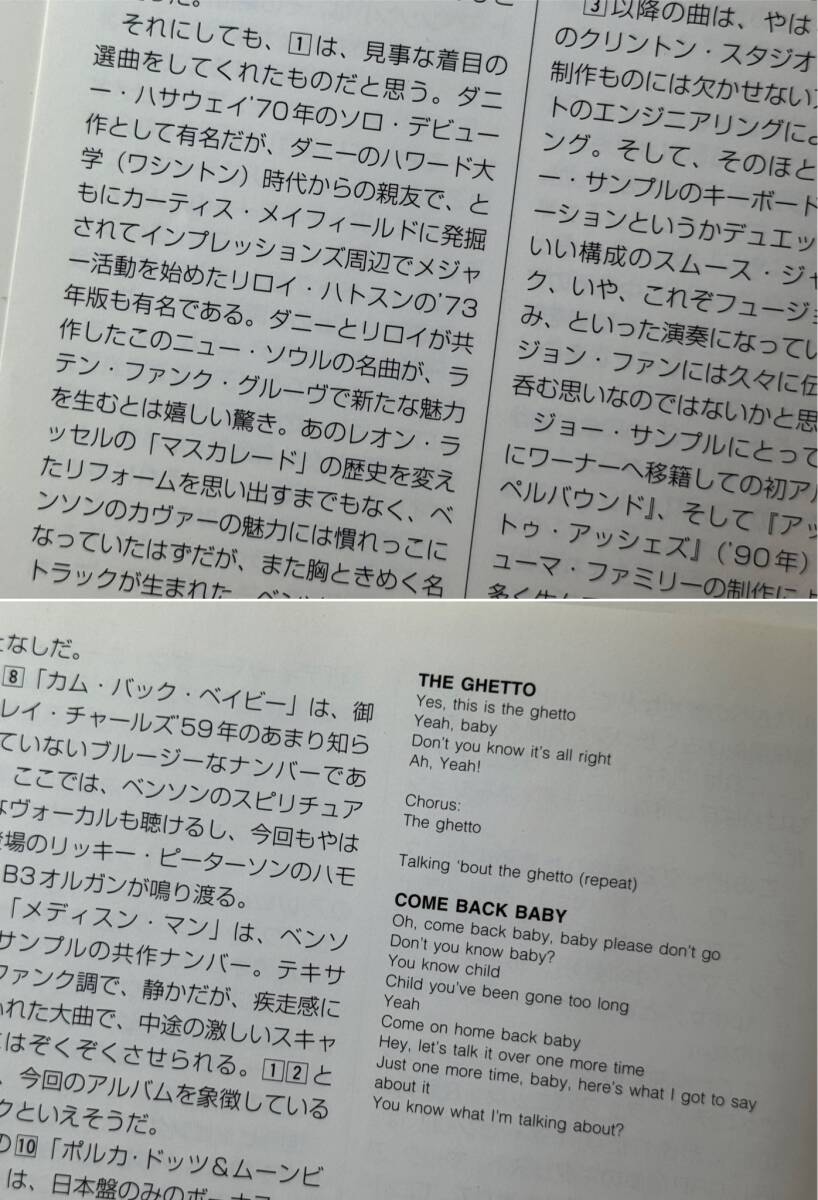 それにしても、1は、見事な着目の
選曲をしてくれたものだと思う。ダニ
ー・ハサウェイ'70年のソロ・デビュー
作として有名だが、ダニーのハワード大
学（ワシントン）時代からの親友で、と
もにカーティス・メイフィールドに発掘
されてインプレッションズ周辺でメジャ
ー活動を始めたリロイ・ハトスンの'73
年版も有名である。ダニーとリロイが共
作したこのニュー・ソウルの名曲が、ラ
テン・ファンク・グルーヴで新たな魅力
を生むとは嬉しい驚き。あのレオン・ラ
ッセルの「マスカレード」の歴史を変え
たリフォームを思い出すまでもなく、ベ
ンソンのカヴァーの魅力には慣れっこに
なっていたはずだが、また胸ときめく名
トラックが生まれた。
3以降の曲は、やは
のクリントン・スタジオ
制作ものには欠かせない
トのエンジニアリングによ
ング。そして、そのほと
ー・サンプルのキーボード
ーションというかデュエッ
いい構成のスムース・ジャ
ク、いや、これぞフュージョ
み、といった演奏になってい
ジョン・ファンには久々に伝
呑む思いなのではないかと思
ジョー・サンプルにとって
にワーナーへ移籍しての初アル
ペルバウンド』、そして『アッ
トゥ・アッシェズ』（'90年）
ューマ・ファミリーの制作によ
となしだ。
8「カム・バック・ベイビー」は、御
レイ・チャールズ'59年のあまり知ら
ていないブルージーなナンバーであ
ここでは、ベンソンのスピリチュア
なヴォーカルも聴けるし、今回もやは
登場のリッキー・ピーターソンのハモ
B3オルガンが鳴り渡る。
「メディスン・マン」は、ベンソ
サンプルの共作ナンバー。テキサ
ファンク調で、静かだが、疾走感に
れた大曲で、中途の激しいスキャ
はぞくぞくさせられる。12と
、今回のアルバムを象徴している
クといえそうだ。
の10「ポルカ・ドッツ＆ムーンビ
は、日本盤のみのボーナス
THE GHETTO
Yes, this is the ghetto
Yeah, baby
Don't you know it's all right
Ah, Yeah!
Chorus:
The ghetto
Talking 'bout the ghetto (repeat)
COME BACK BABY
Oh, come back baby, baby please don't go
Don't you know baby?
You know child
Child you've been gone too long
Yeah
Come on home back baby
Hey, let's talk it over one more time
Just one more time, baby, here's what I got to say
about it
You know what I'm talking about?